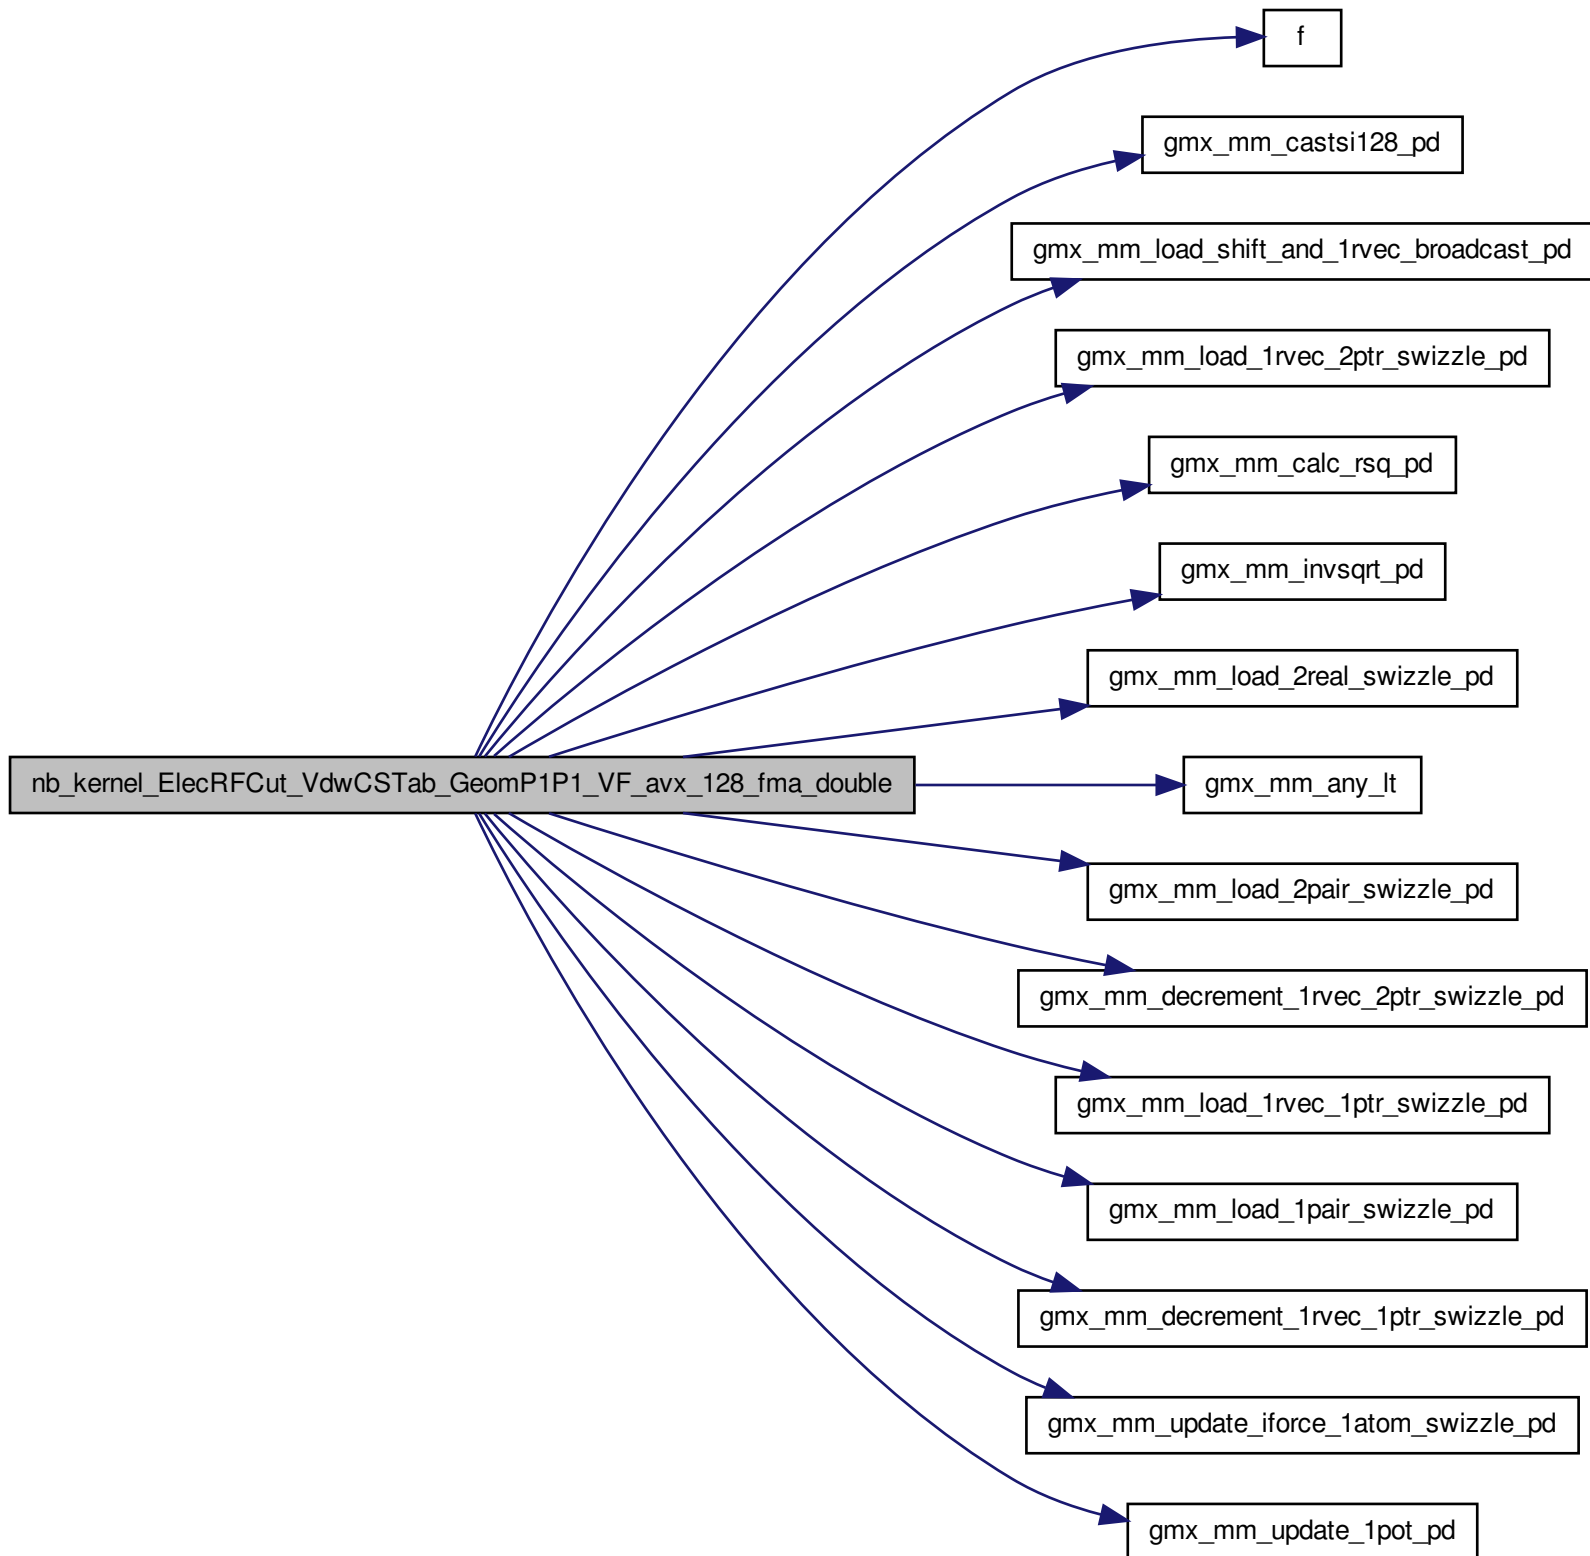 f
gmx_mm_castsi128_pd
gmx_mm_load_shift_and_1rvec_broadcast_pd
gmx_mm_load_1rvec_2ptr_swizzle_pd
gmx_mm_calc_rsq_pd
gmx_mm_invsqrt_pd
gmx_mm_load_2real_swizzle_pd
nb_kernel_ElecRFCut_VdwCSTab_GeomP1P1_VF_avx_128_fma_double
gmx_mm_any_lt
gmx_mm_load_2pair_swizzle_pd
gmx_mm_decrement_1rvec_2ptr_swizzle_pd
gmx_mm_load_1rvec_1ptr_swizzle_pd
gmx_mm_load_1pair_swizzle_pd
gmx_mm_decrement_1rvec_1ptr_swizzle_pd
gmx_mm_update_iforce_1atom_swizzle_pd
gmx_mm_update_1pot_pd